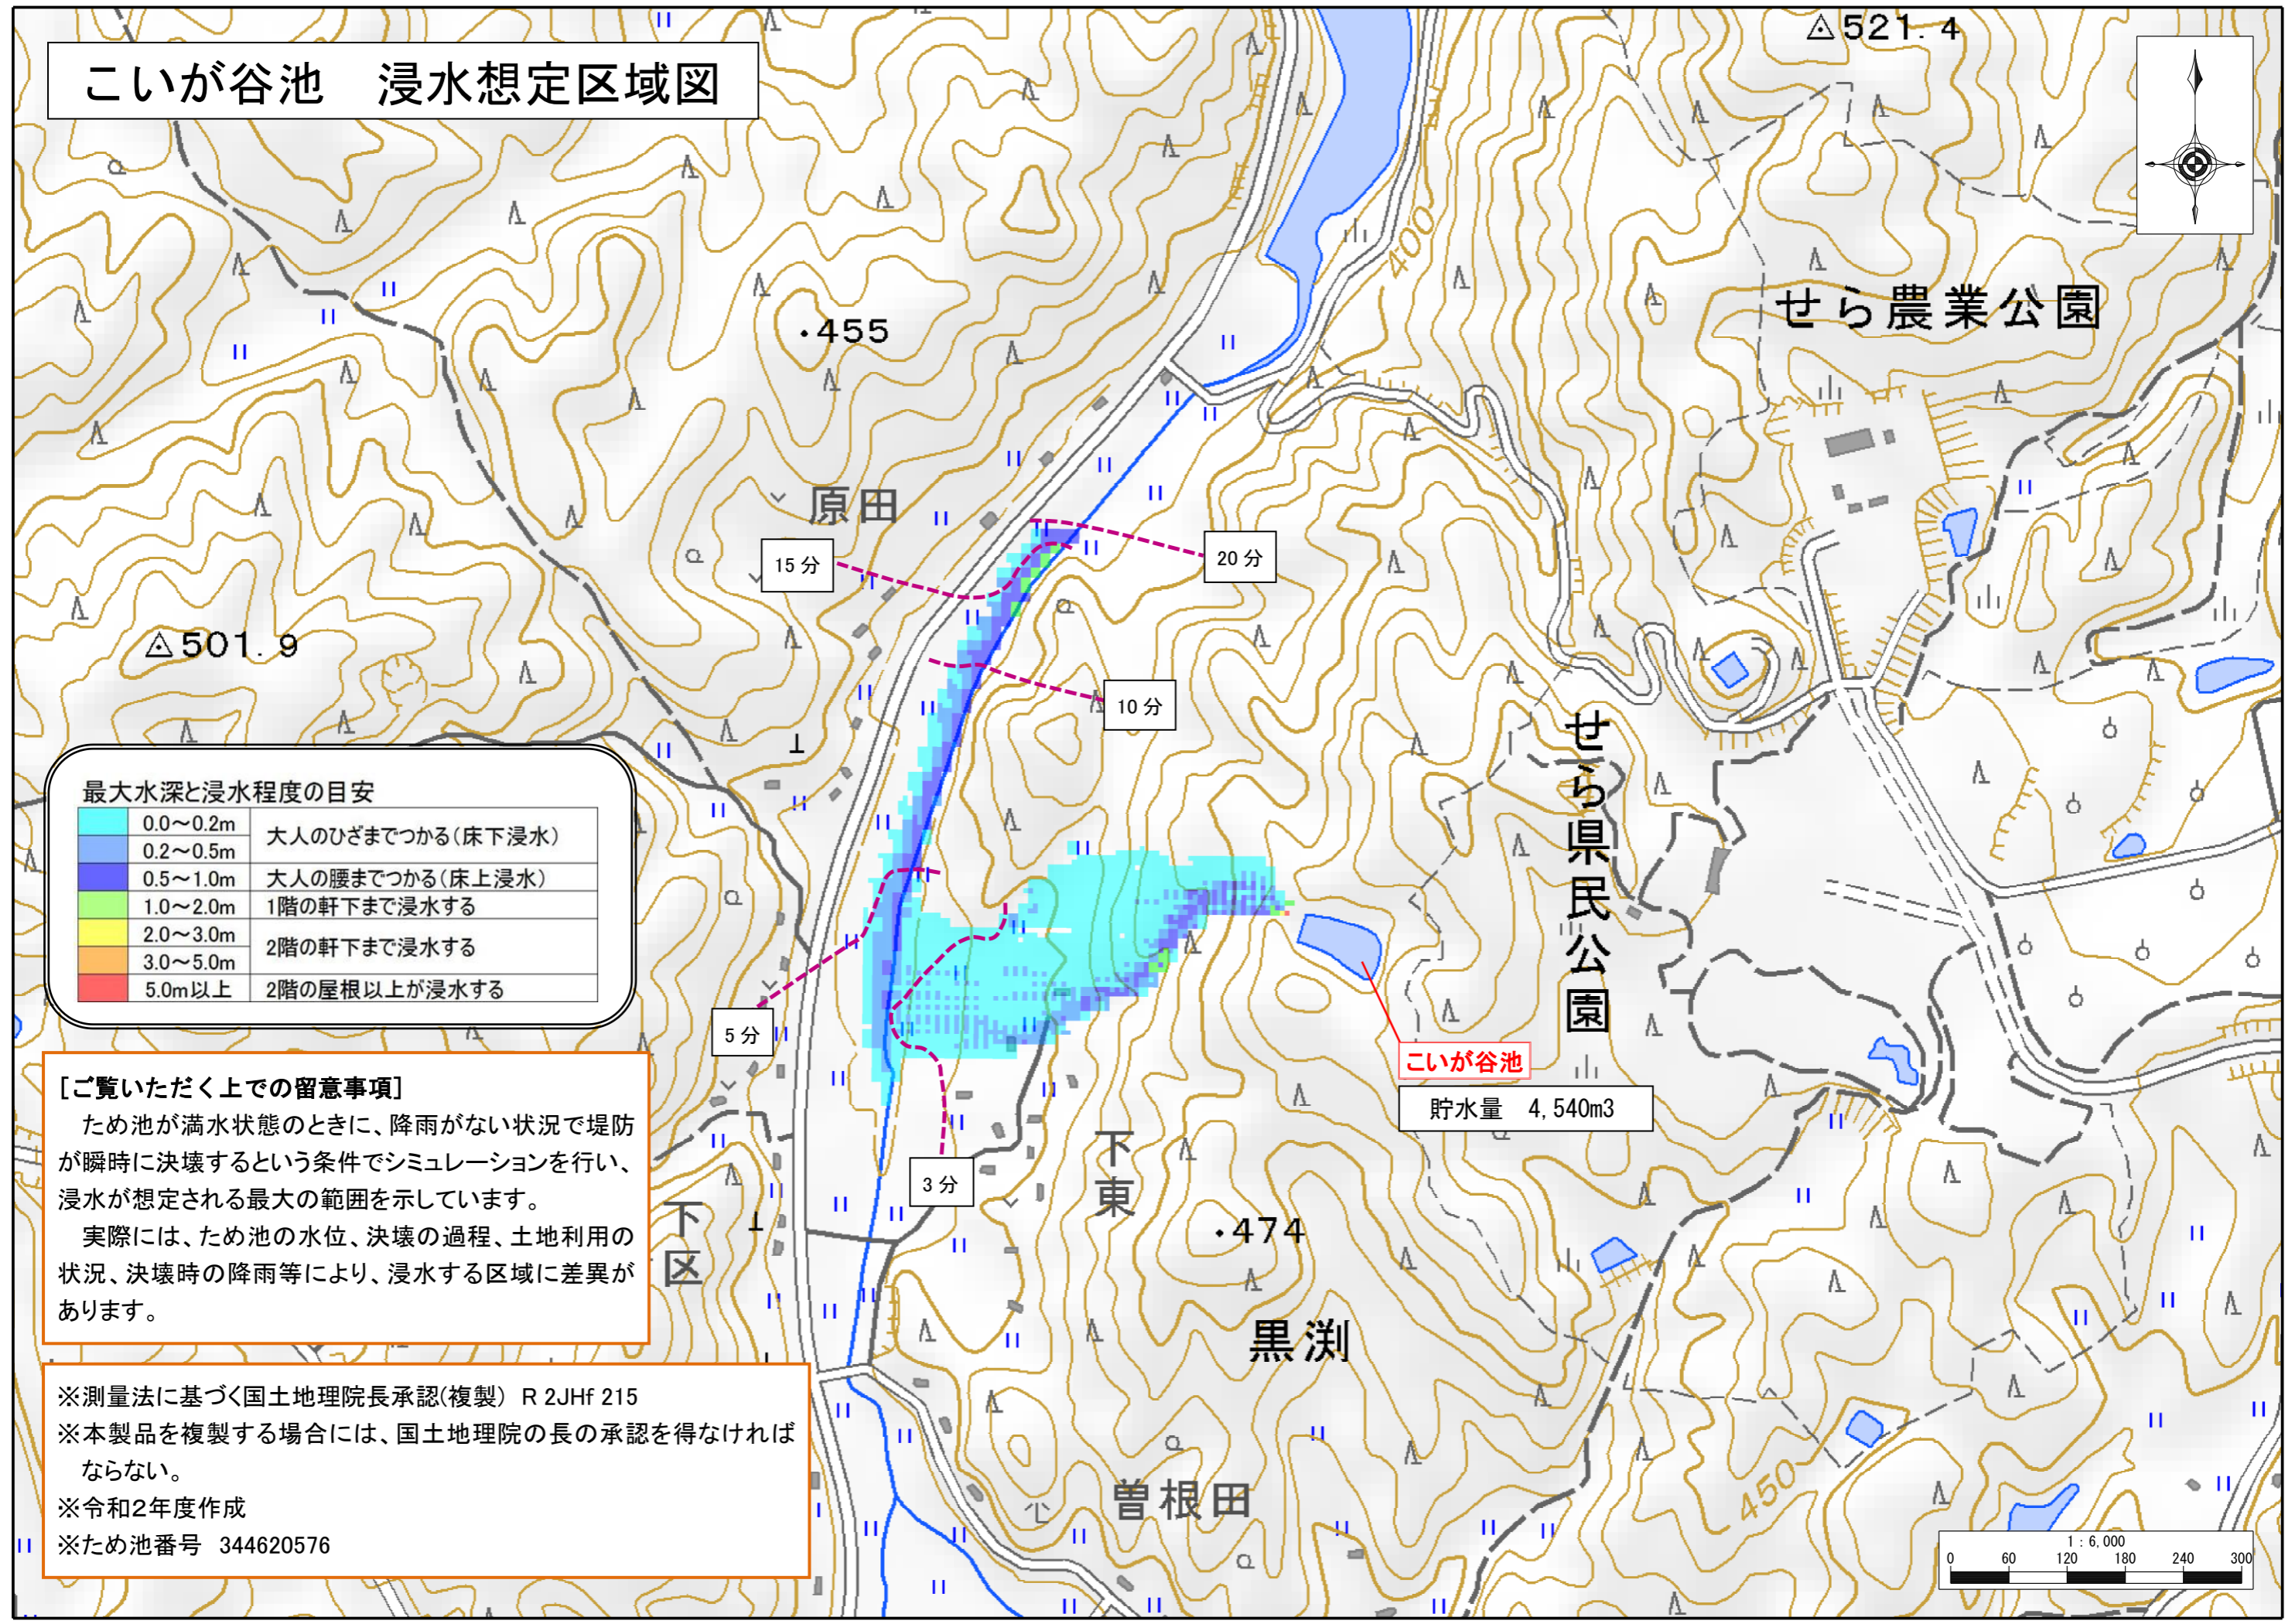 こいが谷池　浸水想定区域図
521.4
せら農業公園
455
400
原田
15分
20分
501.9
10分
せら県民公園
最大水深と浸水程度の目安
0.0～0.2m
大人のひざまでつかる(床下浸水)
0.2～0.5m
0.5～1.0m 大人の腰までつかる(床上浸水)
1.0～2.0m 1階の軒下まで浸水する
2.0～3.0m
2階の軒下まで浸水する
3.0～5.0m
5.0m以上 2階の屋根以上が浸水する
5分
こいが谷池
貯水量　4,540m3
[ご覧いただく上での留意事項]
ため池が満水状態のときに、降雨がない状況で堤防
が瞬時に決壊するという条件でシミュレーションを行い、
浸水が想定される最大の範囲を示しています。
実際には、ため池の水位、決壊の過程、土地利用の
状況、決壊時の降雨等により、浸水する区域に差異が
あります。
3分
下東
下区
474
黒渕
※測量法に基づく国土地理院長承認(複製) R 2JHf 215
※本製品を複製する場合には、国土地理院の長の承認を得なければ
ならない。
※令和2年度作成
※ため池番号 344620576
曽根田
450
1:6,000
0 60 120 180 240 300